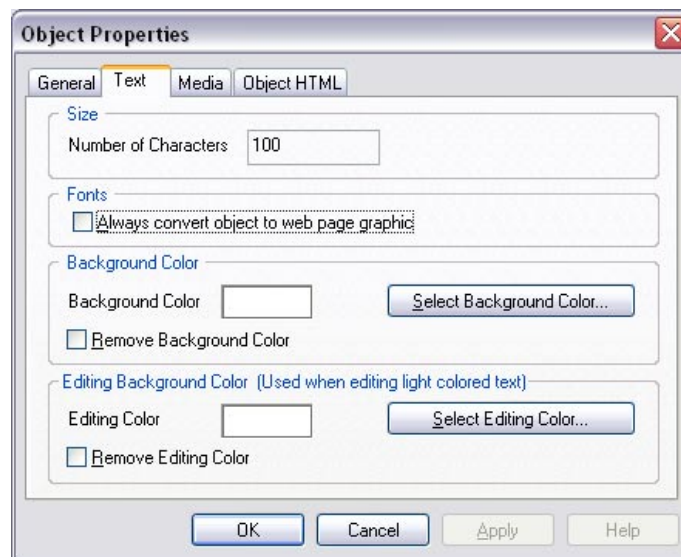 Object Properties
General Text Media Object HTML
Size
Number of Characters 100
Fonts
Always convert object to web page graphic
Background Color
Background Color Select Background Color...
Remove Background Color
Editing Background Color (Used when editing light colored text)
Editing Color Select Editing Color...
Remove Editing Color
OK Cancel Apply Help